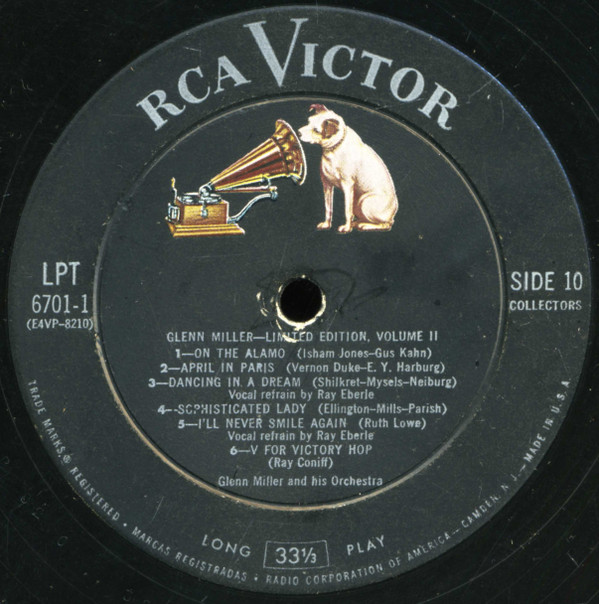 RCA VICTOR
LPT
6701-1
(E4VP-8210)
SIDE 10
COLLECTORS
GLENN MILLER—LIMITED EDITION, VOLUME II
1—ON THE ALAMO (Isham Jones-Gus Kahn)
2—APRIL IN PARIS (Vernon Duke-E. Y. Harburg)
3—DANCING IN A DREAM (Shilkret-Mysels-Neiburg)
Vocal refrain by Ray Eberle
4—SOPHISTICATED LADY (Ellington-Mills-Parish)
5—I'LL NEVER SMILE AGAIN (Ruth Lowe)
Vocal refrain by Ray Eberle
6—V FOR VICTORY HOP
(Ray Coniff)
Glenn Miller and his Orchestra
LONG 33⅓ PLAY
TRADE MARKS ® REGISTERED • MARCAS REGISTRADAS • RADIO CORPORATION OF AMERICA—CAMDEN, N. J.—MADE IN U.S.A.